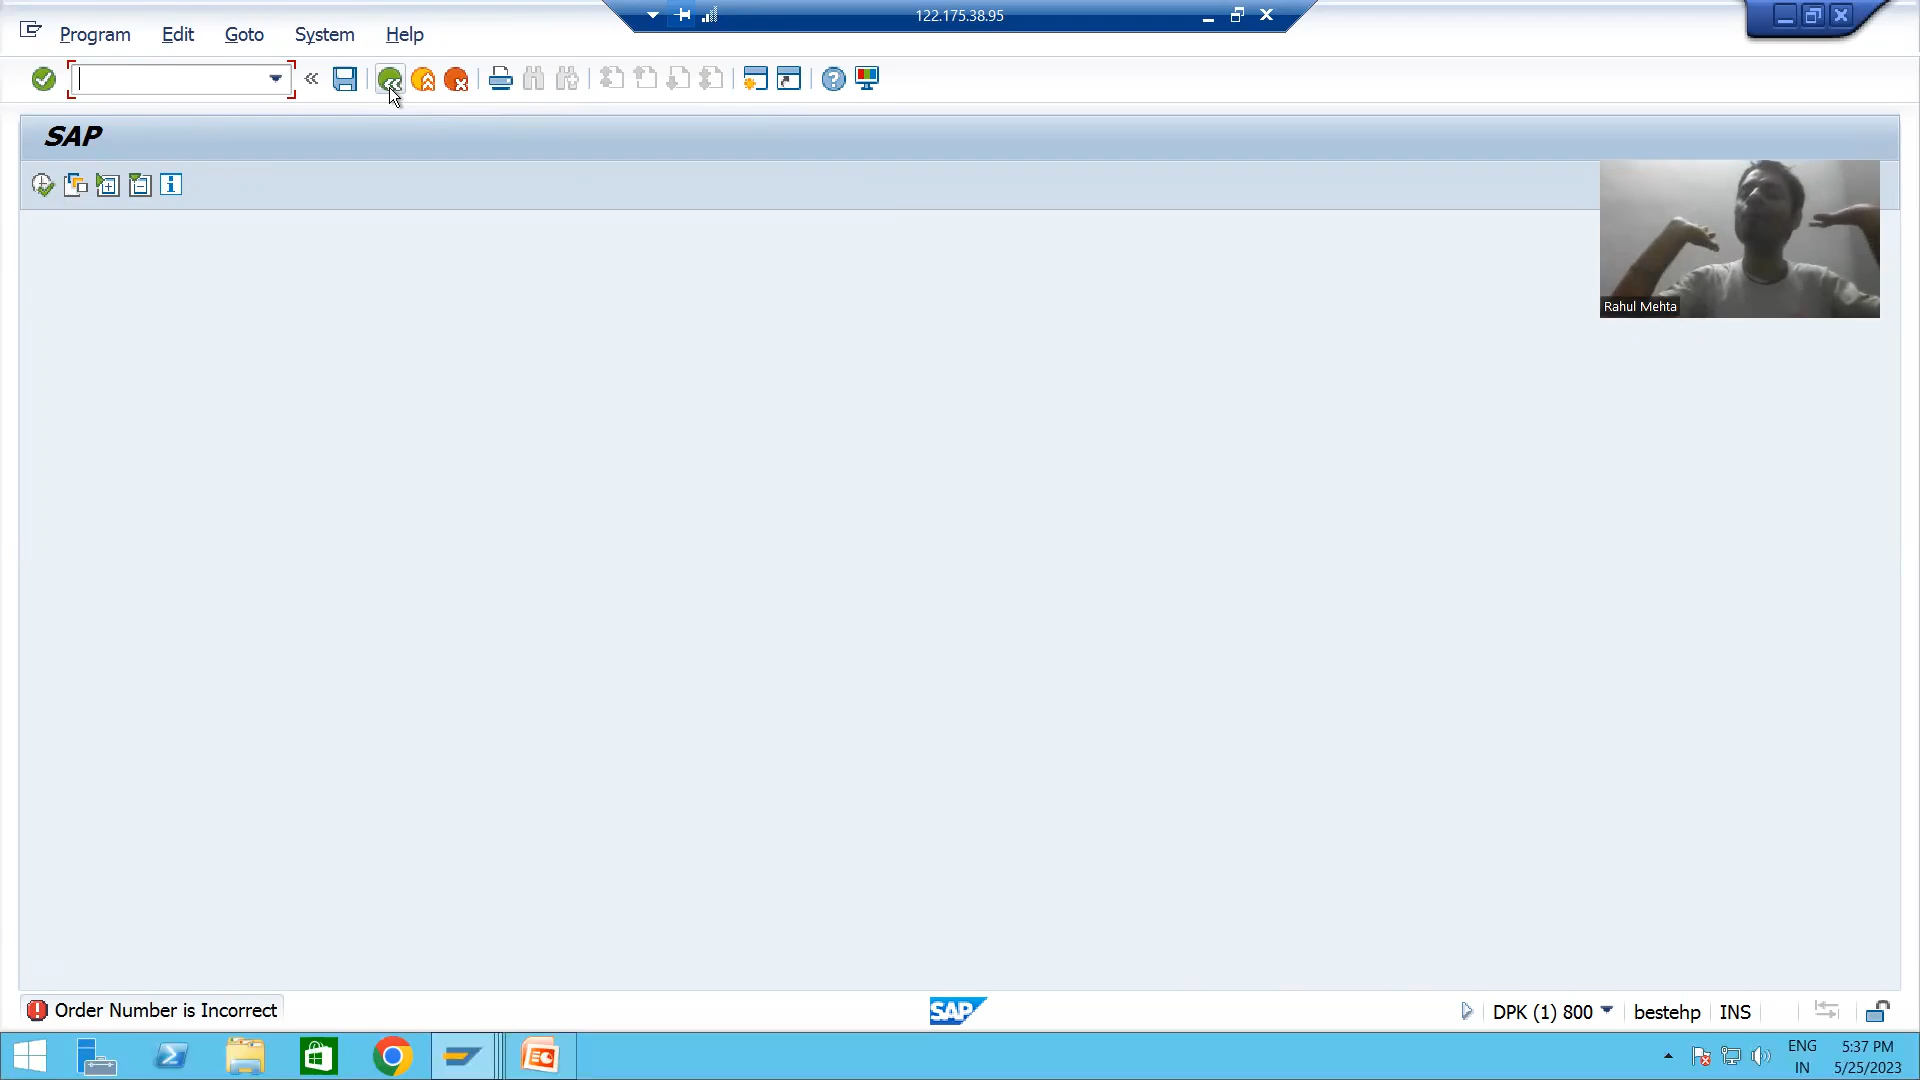 122.175.38.95
Program Edit Goto System Help
SAP
Rahul Mehta
Order Number is Incorrect
SAP
DPK (1) 800
bestehp
INS
ENG
IN
5:37 PM
5/25/2023